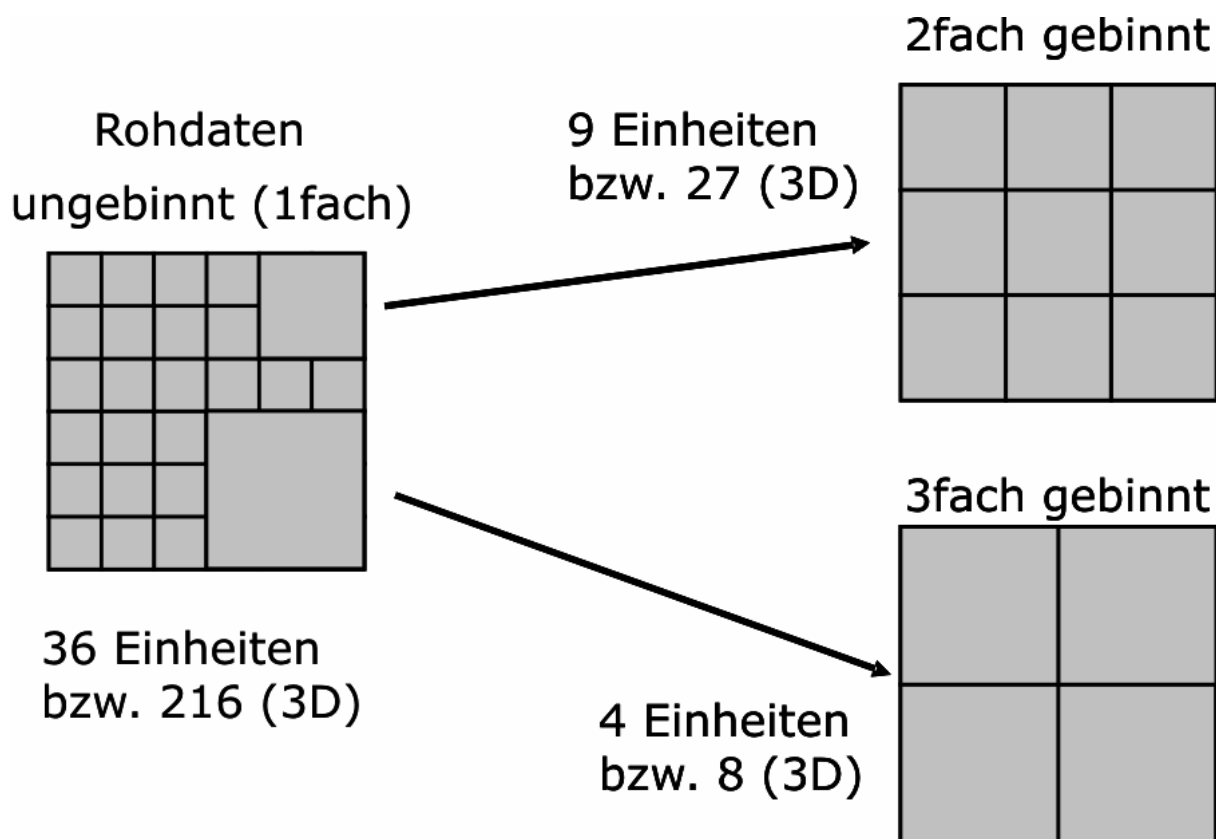 Rohdaten
ungebinnt (1fach)
36 Einheiten
bzw. 216 (3D)
9 Einheiten
bzw. 27 (3D)
2fach gebinnt
4 Einheiten
bzw. 8 (3D)
3fach gebinnt